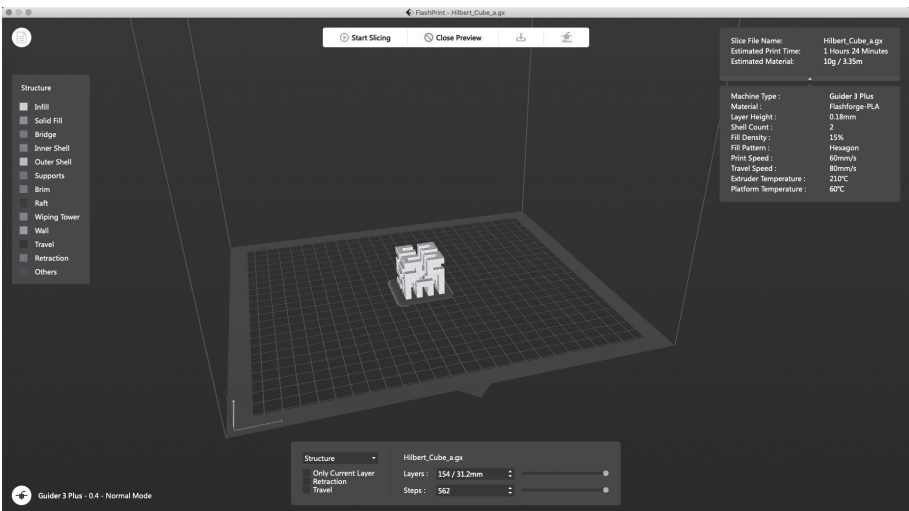 FlashPrint - Hilbert_Cube_a.gx
Start Slicing
Close Preview
Slice File Name: Hilbert_Cube_a.gx
Estimated Print Time: 1 Hours 24 Minutes
Estimated Material: 10g / 3.35m
Machine Type : Guider 3 Plus
Material : Flashforge-PLA
Layer Height : 0.18mm
Shell Count : 2
Fill Density : 15%
Fill Pattern : Hexagon
Print Speed : 60mm/s
Travel Speed : 80mm/s
Extruder Temperature : 210℃
Platform Temperature : 60℃
Structure
Infill
Solid Fill
Bridge
Inner Shell
Outer Shell
Supports
Brim
Raft
Wiping Tower
Wall
Travel
Retraction
Others
Structure
Only Current Layer
Retraction
Travel
Hilbert_Cube_a.gx
Layers : 154 / 31.2mm
Steps : 562
Guider 3 Plus - 0.4 - Normal Mode